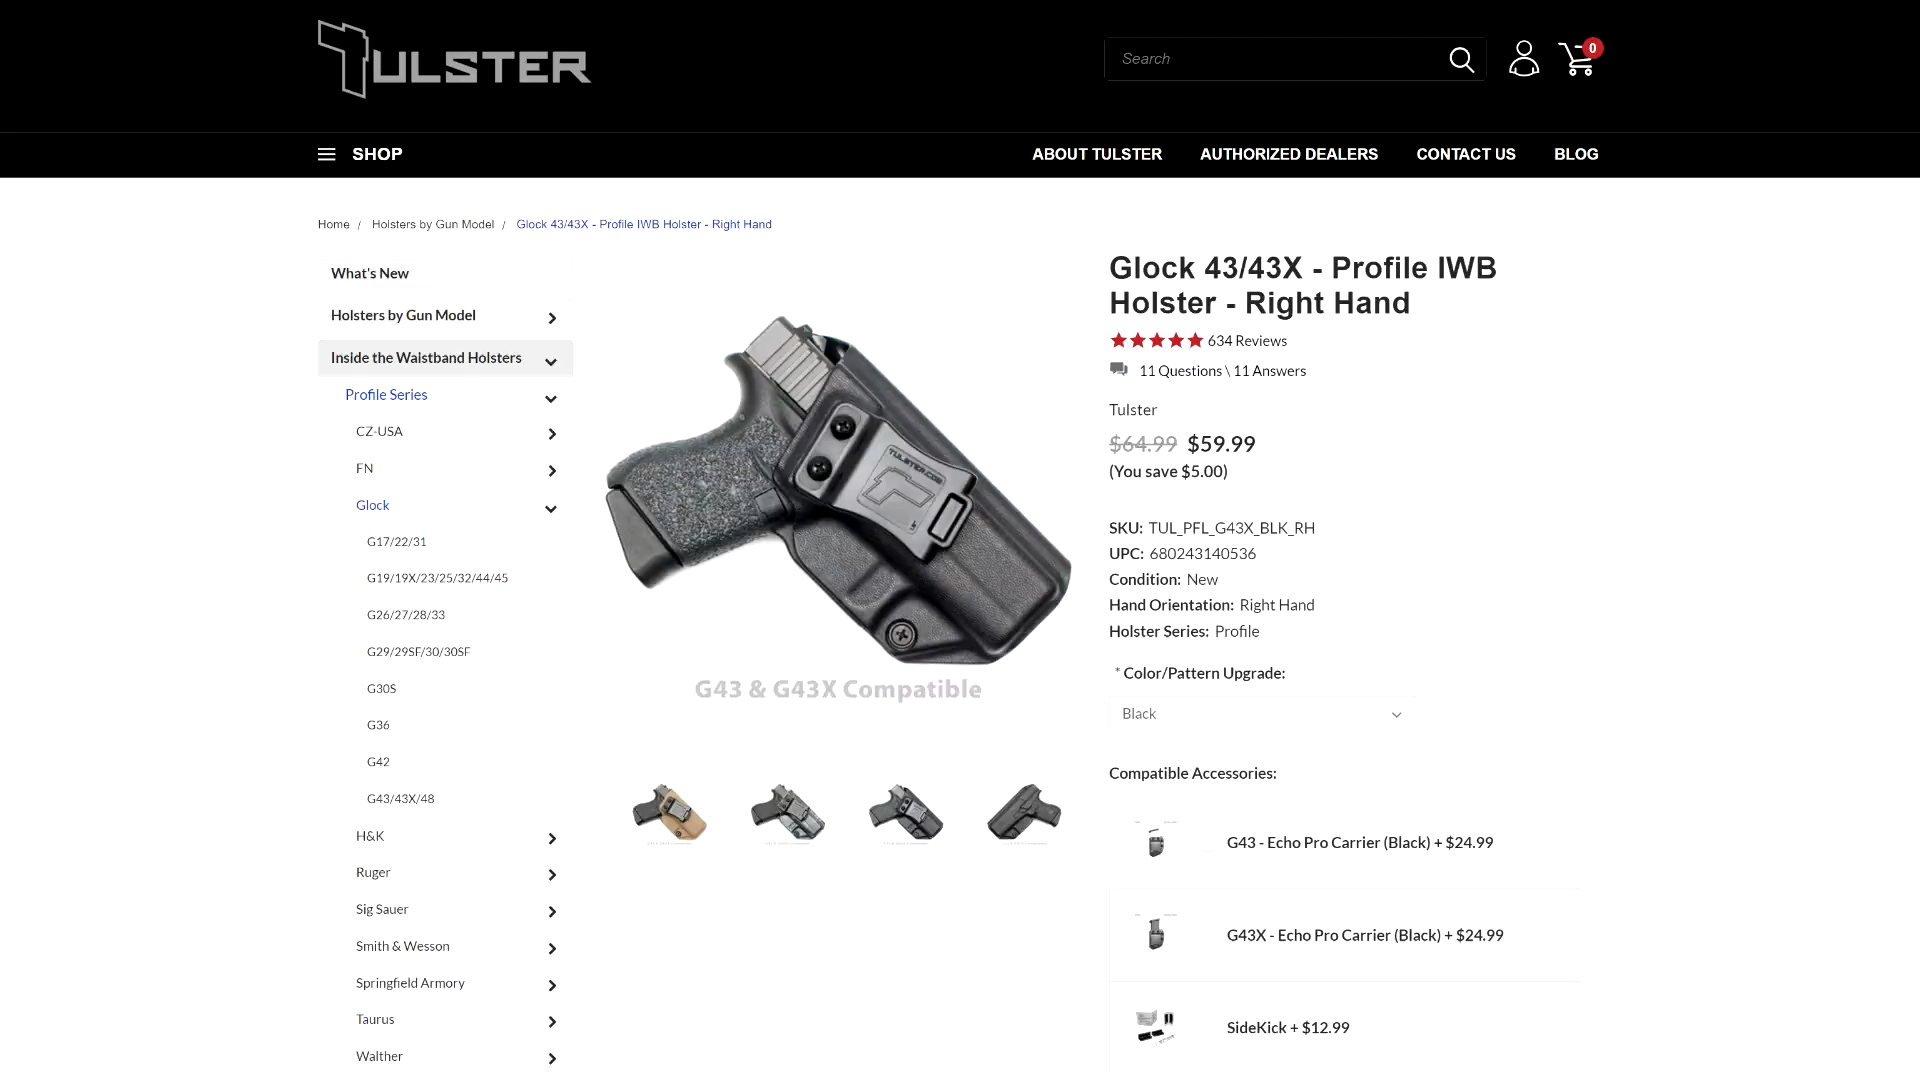 TULSTER
Search
0
SHOP
ABOUT TULSTER
AUTHORIZED DEALERS
CONTACT US
BLOG
Home / Holsters by Gun Model / Glock 43/43X - Profile IWB Holster - Right Hand
What's New
Holsters by Gun Model
Inside the Waistband Holsters
Profile Series
CZ-USA
FN
Glock
G17/22/31
G19/19X/23/25/32/44/45
G26/27/28/33
G29/29SF/30/30SF
G30S
G36
G42
G43/43X/48
H&K
Ruger
Sig Sauer
Smith & Wesson
Springfield Armory
Taurus
Walther
TULSTER.COM
G43 & G43X Compatible
Glock 43/43X - Profile IWB
Holster - Right Hand
634 Reviews
11 Questions \ 11 Answers
Tulster
$64.99 $59.99
(You save $5.00)
SKU: TUL_PFL_G43X_BLK_RH
UPC: 680243140536
Condition: New
Hand Orientation: Right Hand
Holster Series: Profile
* Color/Pattern Upgrade:
Black
Compatible Accessories:
G43 - Echo Pro Carrier (Black) + $24.99
G43X - Echo Pro Carrier (Black) + $24.99
SideKick + $12.99